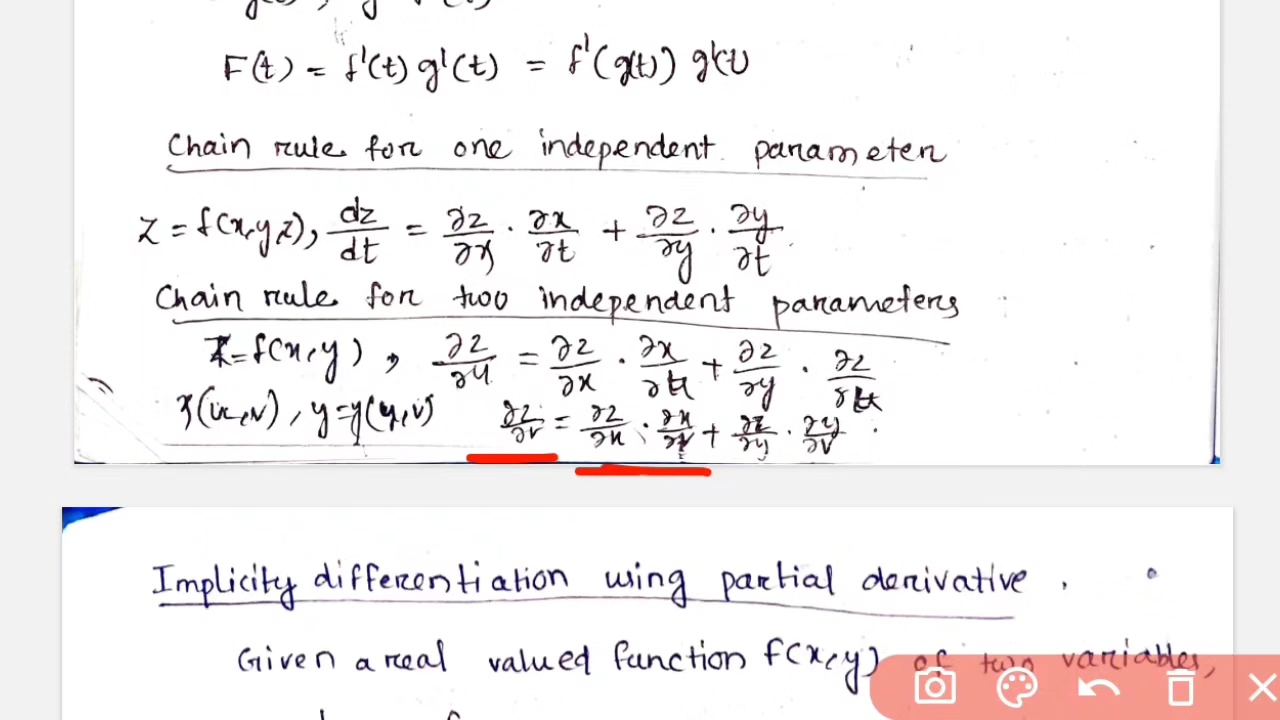 F(t) = f'(t) g'(t) = f'(g(t)) g'(t)
Chain rule for one independent parameter
z = f(x,y,z), dz/dt = ∂z/∂x · ∂x/∂t + ∂z/∂y · ∂y/∂t
Chain rule for two independent parameters
z = f(x,y), ∂z/∂u = ∂z/∂x · ∂x/∂u + ∂z/∂y · ∂z/∂u
x(u,v), y=y(u,v) ∂z/∂v = ∂z/∂x · ∂x/∂v + ∂z/∂y · ∂y/∂v
Implicity differentiation using partial derivative.
Given a real valued function f(x,y) of two variables,